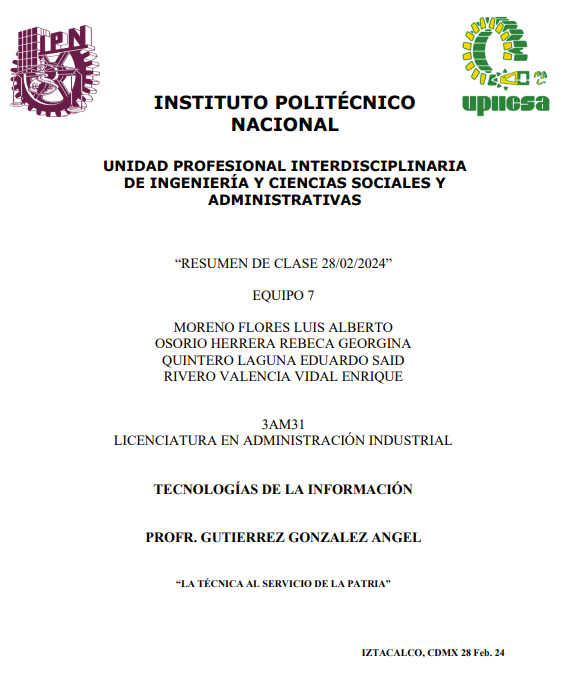 IPN
upiicsa
INSTITUTO POLITÉCNICO
NACIONAL
UNIDAD PROFESIONAL INTERDISCIPLINARIA
DE INGENIERÍA Y CIENCIAS SOCIALES Y
ADMINISTRATIVAS
“RESUMEN DE CLASE 28/02/2024”
EQUIPO 7
MORENO FLORES LUIS ALBERTO
OSORIO HERRERA REBECA GEORGINA
QUINTERO LAGUNA EDUARDO SAID
RIVERO VALENCIA VIDAL ENRIQUE
3AM31
LICENCIATURA EN ADMINISTRACIÓN INDUSTRIAL
TECNOLOGÍAS DE LA INFORMACIÓN
PROFR. GUTIERREZ GONZALEZ ANGEL
“LA TÉCNICA AL SERVICIO DE LA PATRIA”
IZTACALCO, CDMX 28 Feb. 24